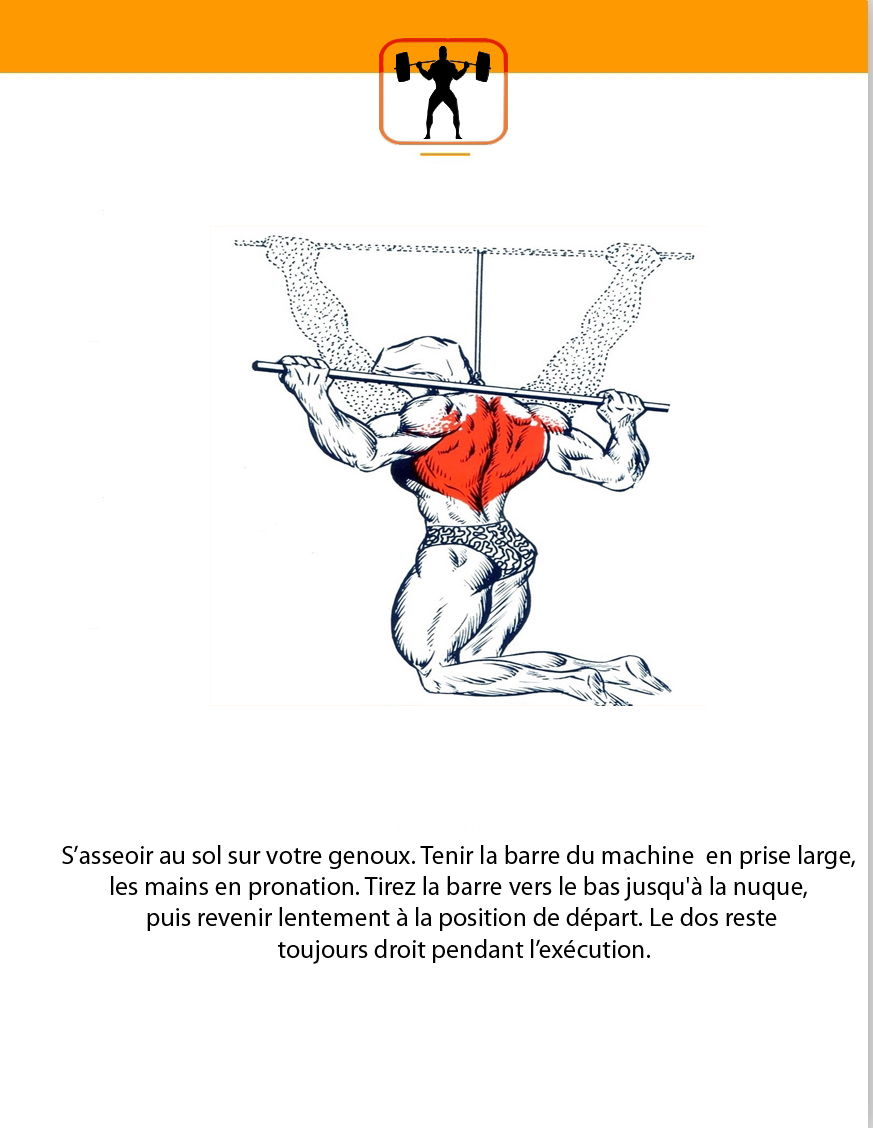 S’asseoir au sol sur votre genoux. Tenir la barre du machine  en prise large,
les mains en pronation. Tirez la barre vers le bas jusqu'à la nuque,
puis revenir lentement à la position de départ. Le dos reste
toujours droit pendant l’exécution.